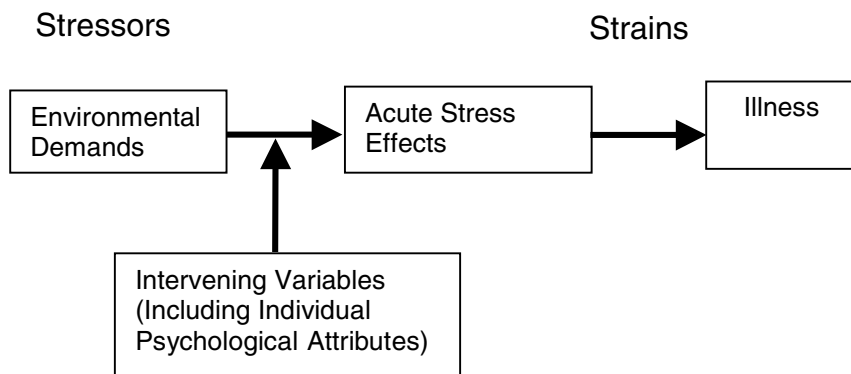 Stressors
Strains
Environmental
Demands
Acute Stress
Effects
Illness
Intervening Variables
(Including Individual
Psychological Attributes)